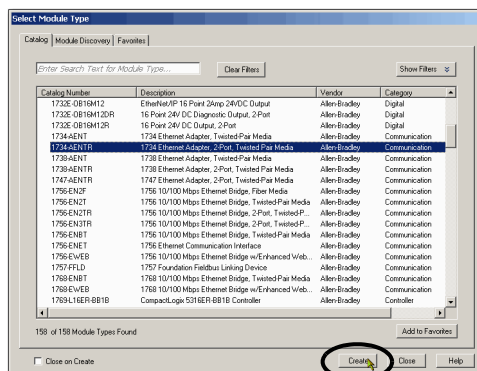 Select Module Type
Catalog Module Discovery Favorites
Enter Search Text for Module Type...
Clear Filters
Show Filters
Catalog Number Description Vendor Category
1732E-OB16M12 EtherNet/IP 16 Point 2Amp 24VDC Output Allen-Bradley Digital
1732E-OB16M12DR 16 Point 24V DC Diagnostic Output, 2-Port Allen-Bradley Digital
1732E-OB16M12R 16 Point 24V DC Output, 2-Port Allen-Bradley Digital
1734-AENT 1734 Ethernet Adapter, Twisted-Pair Media Allen-Bradley Communication
1734-AENTR 1734 Ethernet Adapter, 2-Port, Twisted-Pair Media Allen-Bradley Communication
1738-AENT 1738 Ethernet Adapter, Twisted-Pair Media Allen-Bradley Communication
1738-AENTR 1738 Ethernet Adapter, 2-Port, Twisted-Pair Media Allen-Bradley Communication
1747-AENTR 1747 Ethernet Adapter, 2-Port, Twisted-Pair Media Allen-Bradley Communication
1756-EN2F 1756 10/100 Mbps Ethernet Bridge, Fiber Media Allen-Bradley Communication
1756-EN2T 1756 10/100 Mbps Ethernet Bridge, Twisted-Pair Media Allen-Bradley Communication
1756-EN2TR 1756 10/100 Mbps Ethernet Bridge, 2-Port, Twisted-P... Allen-Bradley Communication
1756-EN3TR 1756 10/100 Mbps Ethernet Bridge, 2-Port, Twisted-P... Allen-Bradley Communication
1756-ENBT 1756 10/100 Mbps Ethernet Bridge, Twisted-Pair Media Allen-Bradley Communication
1756-ENET 1756 Ethernet Communication Interface Allen-Bradley Communication
1756-EWEB 1756 10/100 Mbps Ethernet Bridge w/Enhanced Web... Allen-Bradley Communication
1757-FFLD 1757 Foundation Fieldbus Linking Device Allen-Bradley Communication
1768-ENBT 1768 10/100 Mbps Ethernet Bridge, Twisted-Pair Media Allen-Bradley Communication
1768-EWEB 1768 10/100 Mbps Ethernet Bridge w/Enhanced Web... Allen-Bradley Communication
1769-L16ER-BB1B CompactLogix 5316ER-BB1B Controller Allen-Bradley Controller
158 of 158 Module Types Found
Add to Favorites
Close on Create
Create Close Help